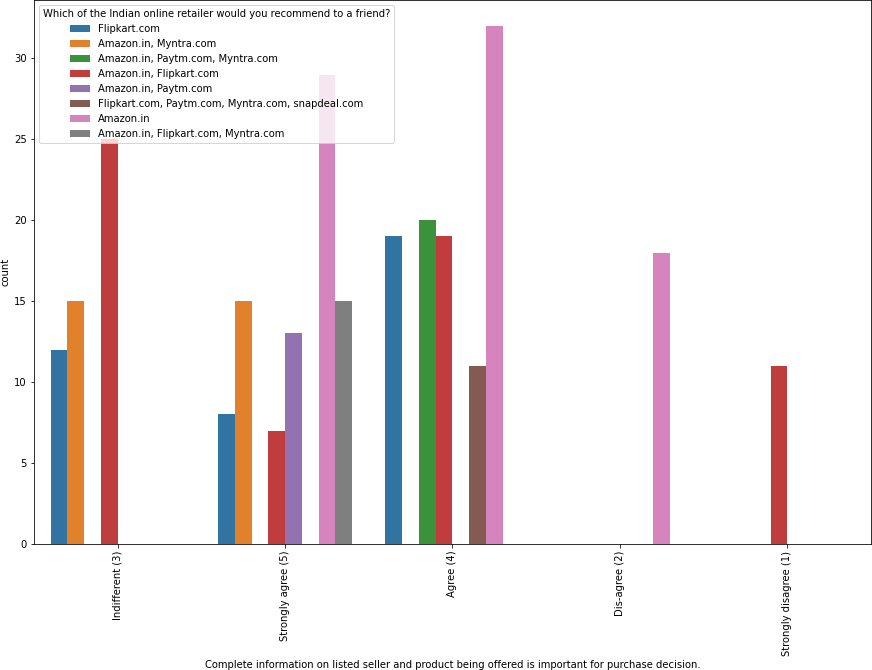 Which of the Indian online retailer would you recommend to a friend?
Flipkart.com
Amazon.in, Myntra.com
Amazon.in, Paytm.com, Myntra.com
Amazon.in, Flipkart.com
Amazon.in, Paytm.com
Flipkart.com, Paytm.com, Myntra.com, snapdeal.com
Amazon.in
Amazon.in, Flipkart.com, Myntra.com
30
25
20
15
10
5
0
count
Indifferent (3)
Strongly agree (5)
Agree (4)
Dis-agree (2)
Strongly disagree (1)
Complete information on listed seller and product being offered is important for purchase decision.